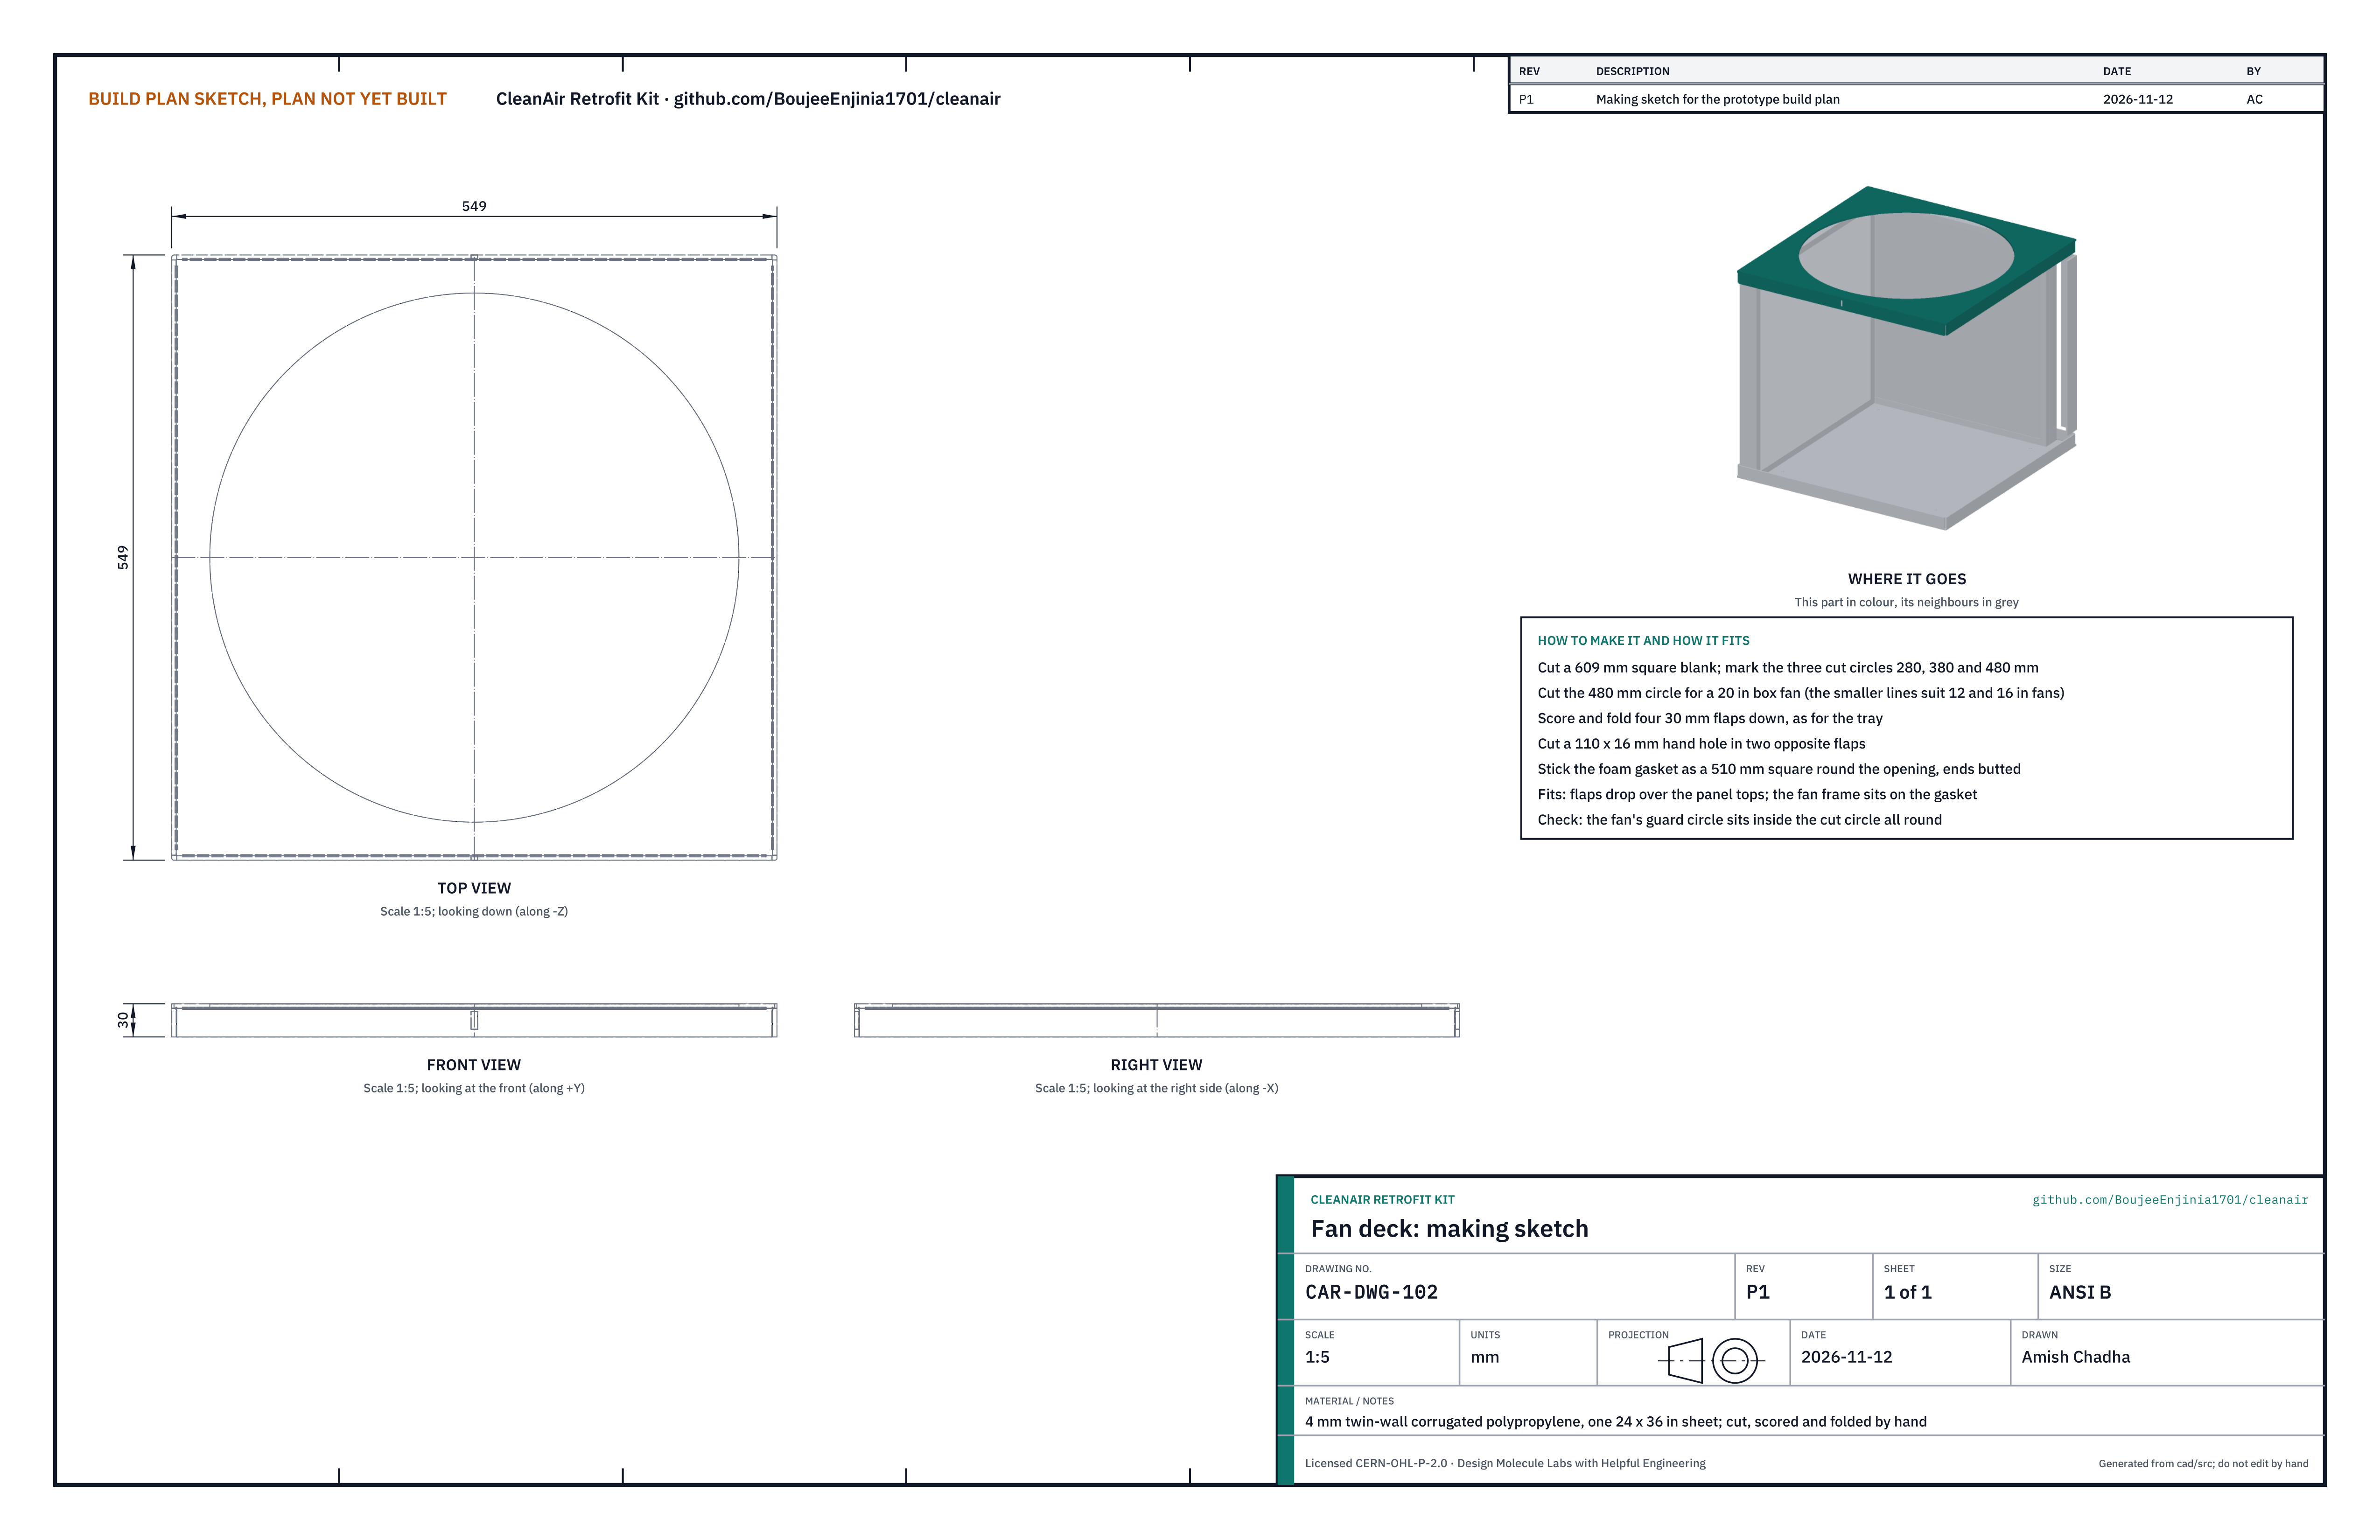 BUILD PLAN SKETCH, PLAN NOT YET BUILT
CleanAir Retrofit Kit · github.com/BoujeeEnjinia1701/cleanair
REV DESCRIPTION DATE BY
P1 Making sketch for the prototype build plan 2026-11-12 AC
549
549
TOP VIEW
Scale 1:5; looking down (along -Z)
WHERE IT GOES
This part in colour, its neighbours in grey
HOW TO MAKE IT AND HOW IT FITS
Cut a 609 mm square blank; mark the three cut circles 280, 380 and 480 mm
Cut the 480 mm circle for a 20 in box fan (the smaller lines suit 12 and 16 in fans)
Score and fold four 30 mm flaps down, as for the tray
Cut a 110 x 16 mm hand hole in two opposite flaps
Stick the foam gasket as a 510 mm square round the opening, ends butted
Fits: flaps drop over the panel tops; the fan frame sits on the gasket
Check: the fan's guard circle sits inside the cut circle all round
30
FRONT VIEW
Scale 1:5; looking at the front (along +Y)
RIGHT VIEW
Scale 1:5; looking at the right side (along -X)
CLEANAIR RETROFIT KIT
github.com/BoujeeEnjinia1701/cleanair
Fan deck: making sketch
DRAWING NO. REV SHEET SIZE
CAR-DWG-102 P1 1 of 1 ANSI B
SCALE UNITS PROJECTION DATE DRAWN
1:5 mm 2026-11-12 Amish Chadha
MATERIAL / NOTES
4 mm twin-wall corrugated polypropylene, one 24 x 36 in sheet; cut, scored and folded by hand
Licensed CERN-OHL-P-2.0 · Design Molecule Labs with Helpful Engineering
Generated from cad/src; do not edit by hand